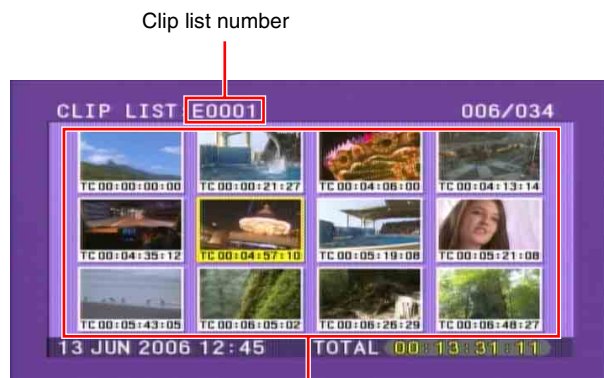 Clip list number
CLIP LIST:E0001 006/034
TC 00:00:00:00 TC 00:00:21:27 TC 00:04:06:00 TC 00:04:13:14
TC 00:04:35:12 TC 00:04:57:10 TC 00:05:19:08 TC 00:05:21:08
TC 00:05:43:05 TC 00:06:05:02 TC 00:06:26:29 TC 00:06:48:27
13 JUN 2006 12:45 TOTAL 00:13:31:11